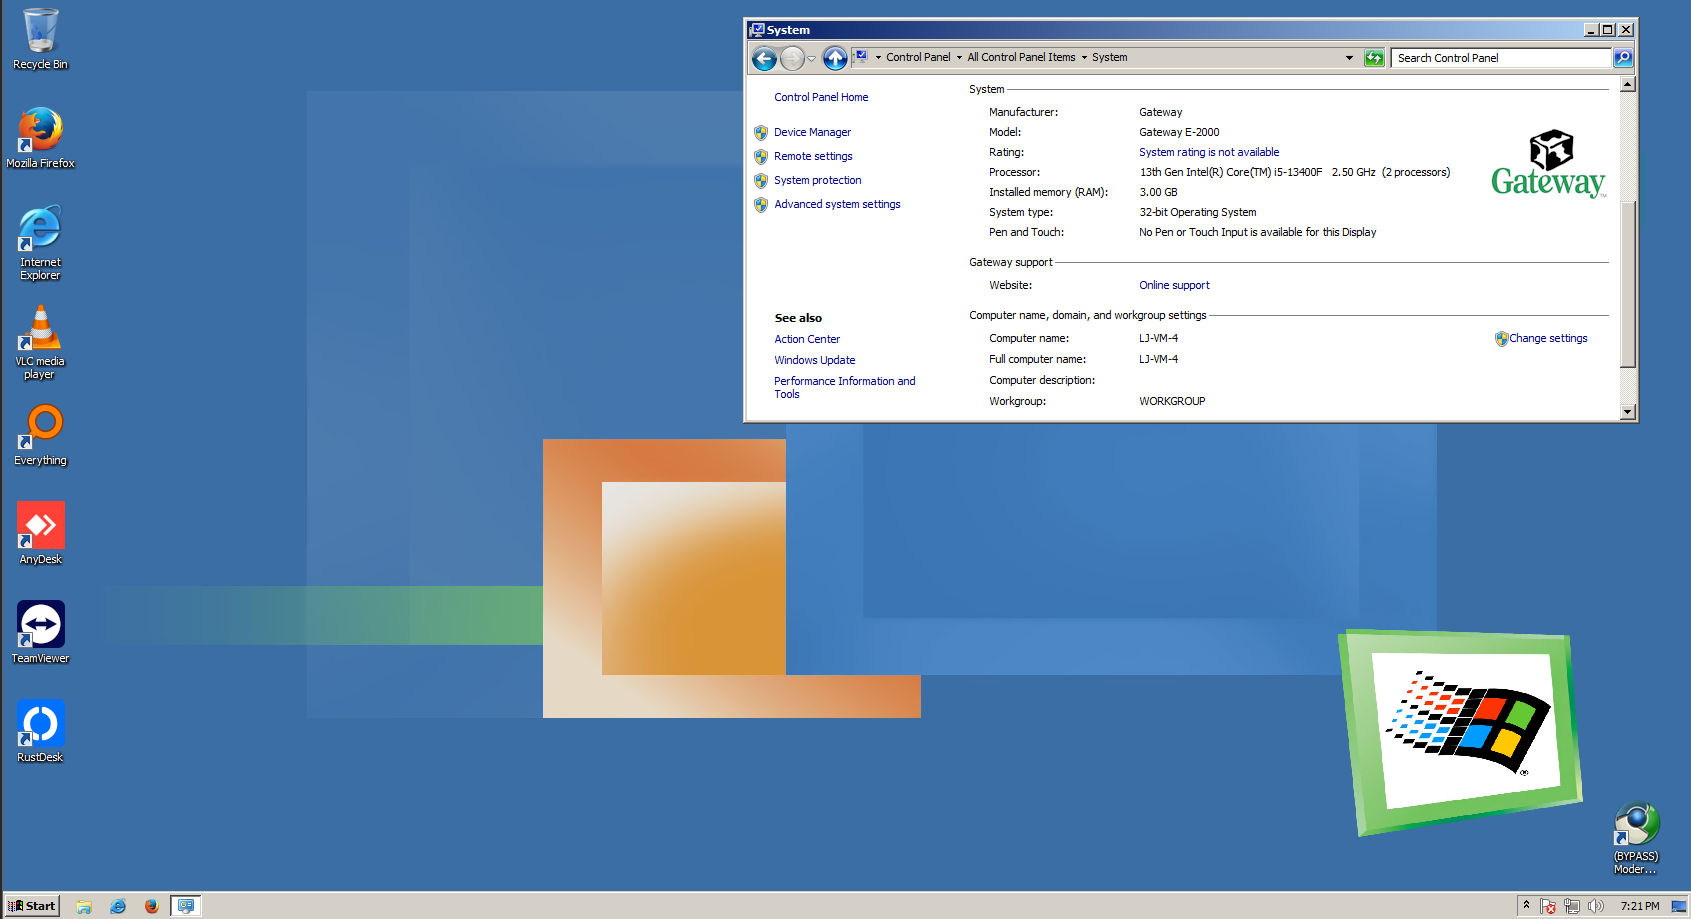 Recycle Bin
Mozilla Firefox
Internet
Explorer
VLC media
player
Everything
AnyDesk
TeamViewer
RustDesk
System
Control Panel
All Control Panel Items
System
Search Control Panel
Control Panel Home
Device Manager
Remote settings
System protection
Advanced system settings
See also
Action Center
Windows Update
Performance Information and
Tools
System
Manufacturer: Gateway
Model: Gateway E-2000
Rating: System rating is not available
Processor: 13th Gen Intel(R) Core(TM) i5-13400F 2.50 GHz (2 processors)
Installed memory (RAM): 3.00 GB
System type: 32-bit Operating System
Pen and Touch: No Pen or Touch Input is available for this Display
Gateway™
Gateway support
Website: Online support
Computer name, domain, and workgroup settings
Computer name: LJ-VM-4
Change settings
Full computer name: LJ-VM-4
Computer description:
Workgroup: WORKGROUP
®
(BYPASS)
Moder...
Start
7:21 PM